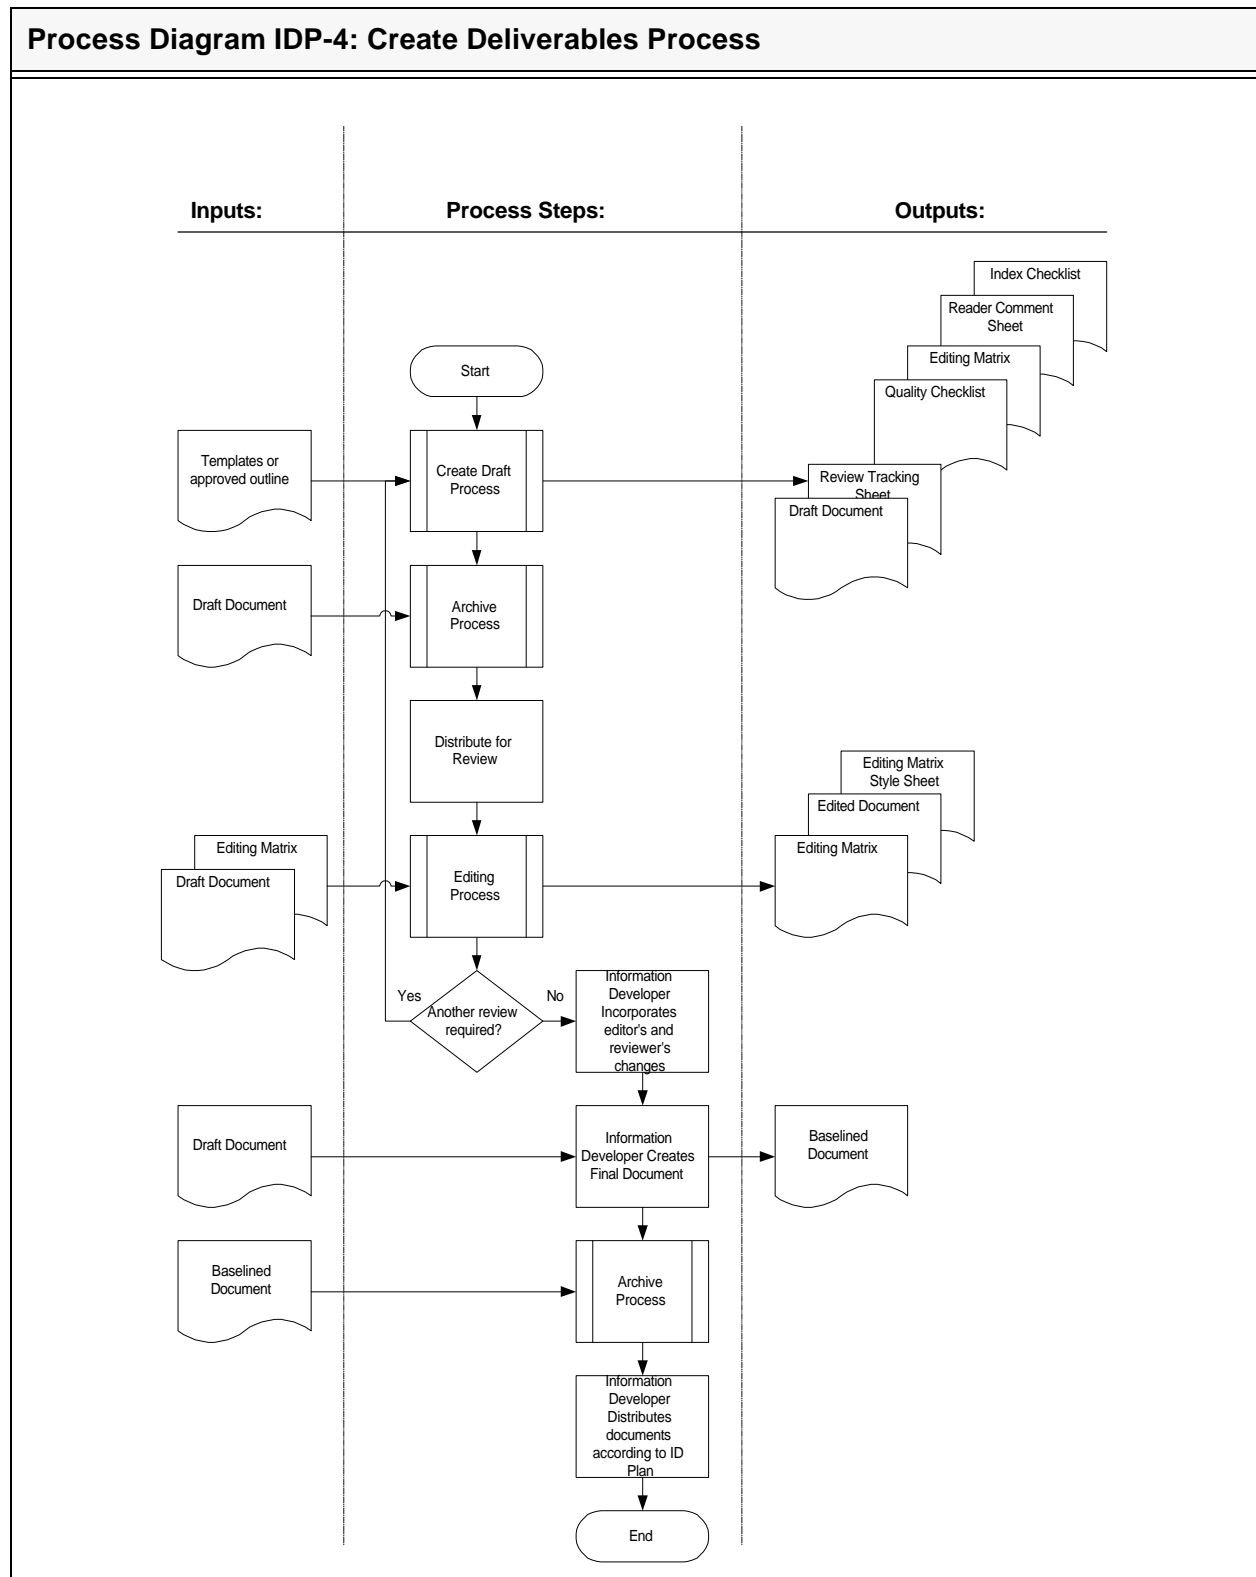 Process Diagram IDP-4: Create Deliverables Process
Inputs:
Process Steps:
Outputs:
Index Checklist
Reader Comment
Sheet
Editing Matrix
Quality Checklist
Start
Templates or
approved outline
Create Draft
Process
Review Tracking
Sheet
Draft Document
Draft Document
Archive
Process
Distribute for
Review
Editing Matrix
Style Sheet
Edited Document
Editing Matrix
Editing Matrix
Draft Document
Editing
Process
Yes
Another review
required?
No
Information
Developer
Incorporates
editor's and
reviewer's
changes
Draft Document
Information
Developer Creates
Final Document
Baselined
Document
Baselined
Document
Archive
Process
Information
Developer
Distributes
documents
according to ID
Plan
End